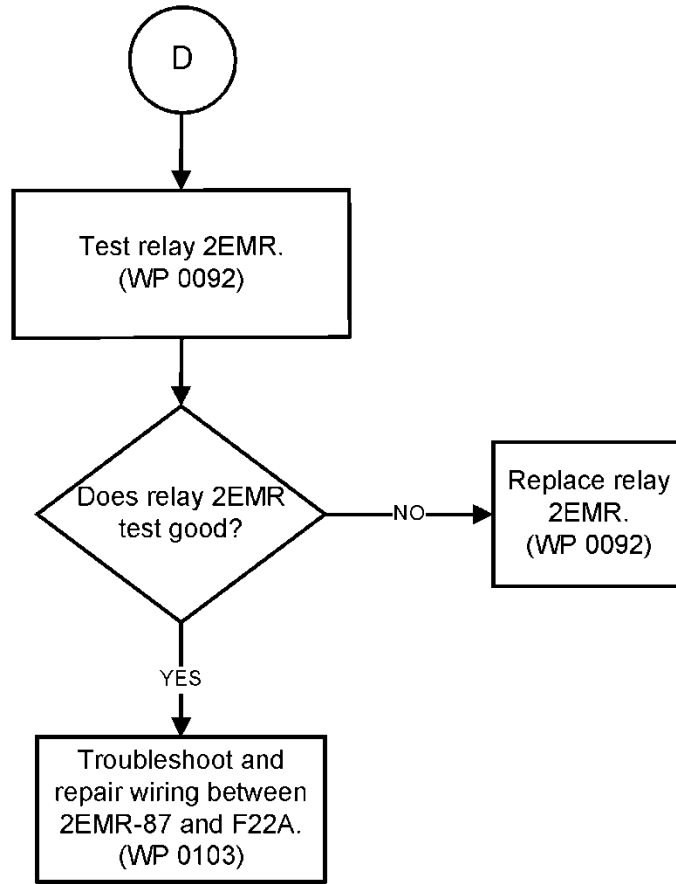 D
Test relay 2EMR.
(WP 0092)
Does relay 2EMR
test good?
NO
Replace relay
2EMR.
(WP 0092)
YES
Troubleshoot and
repair wiring between
2EMR-87 and F22A.
(WP 0103)